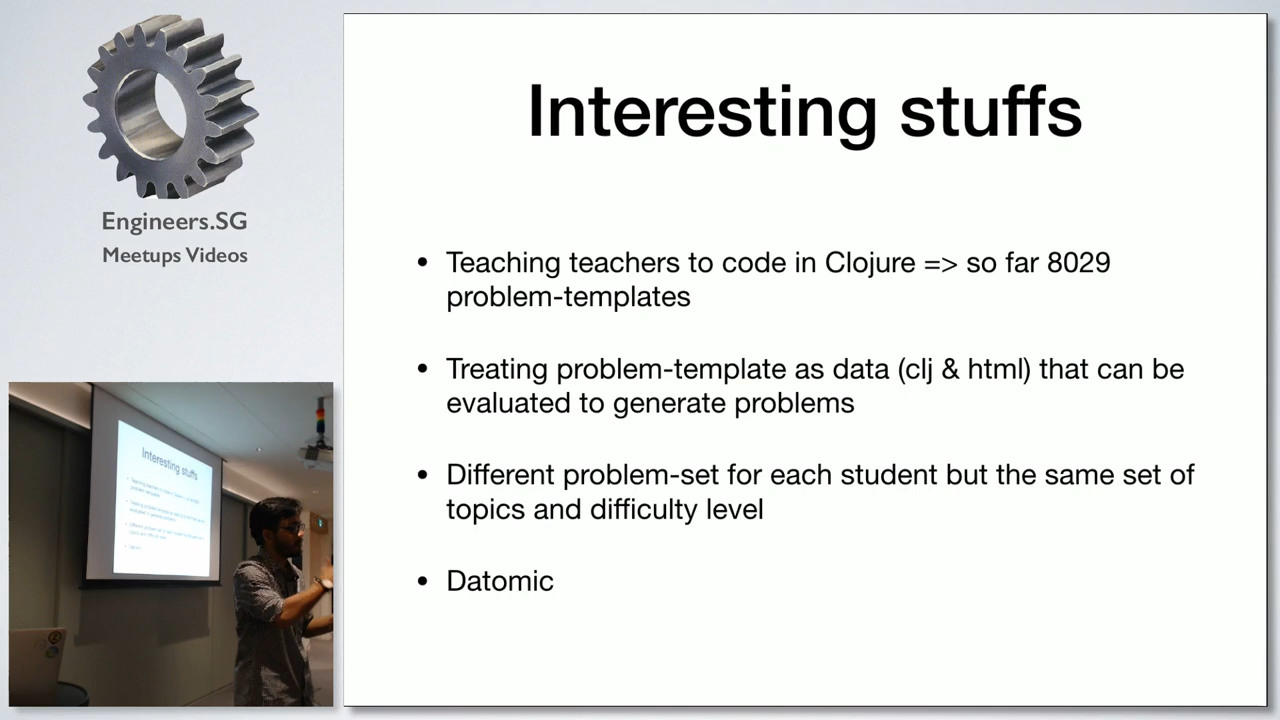 Engineers.SG
Meetups Videos
Interesting stuffs
• Teaching teachers to code in Clojure => so far 8029
problem-templates
• Treating problem-template as data (clj & html) that can be
evaluated to generate problems
• Different problem-set for each student but the same set of
topics and difficulty level
• Datomic
Interesting stuffs